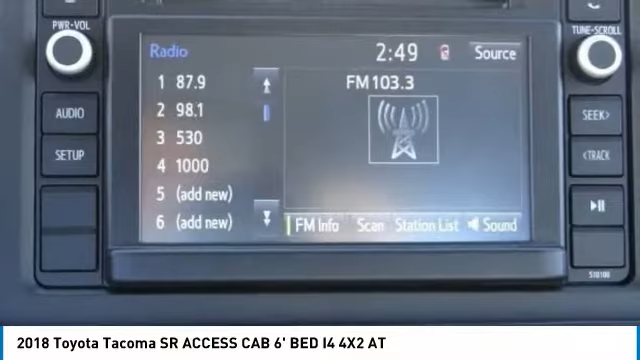 PWR•VOL
TUNE•SCROLL
Radio
2:49
Source
1 87.9
FM 103.3
2 98.1
3 530
4 1000
5 (add new)
6 (add new)
FM Info
Scan
Station List
Sound
AUDIO
SETUP
SEEK>
<TRACK
510100
2018 Toyota Tacoma SR ACCESS CAB 6' BED I4 4X2 AT